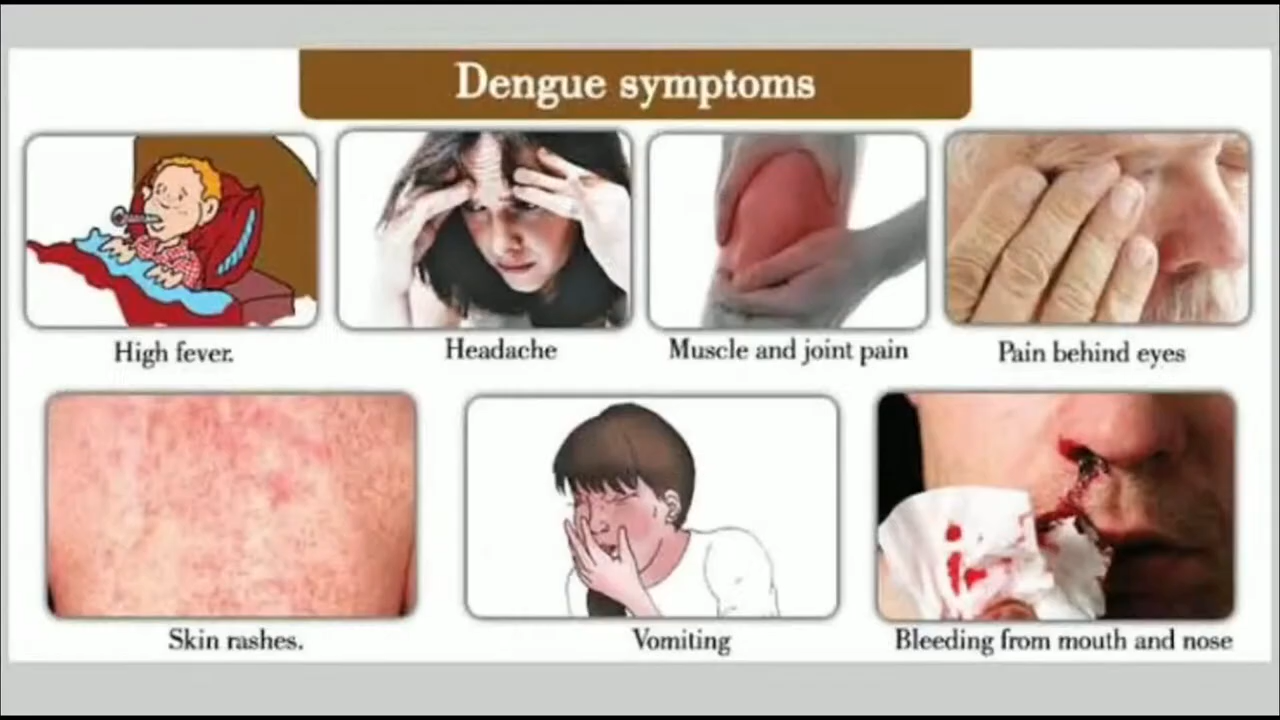 Dengue symptoms
High fever.
Headache
Muscle and joint pain
Pain behind eyes
Skin rashes.
Vomiting
Bleeding from mouth and nose